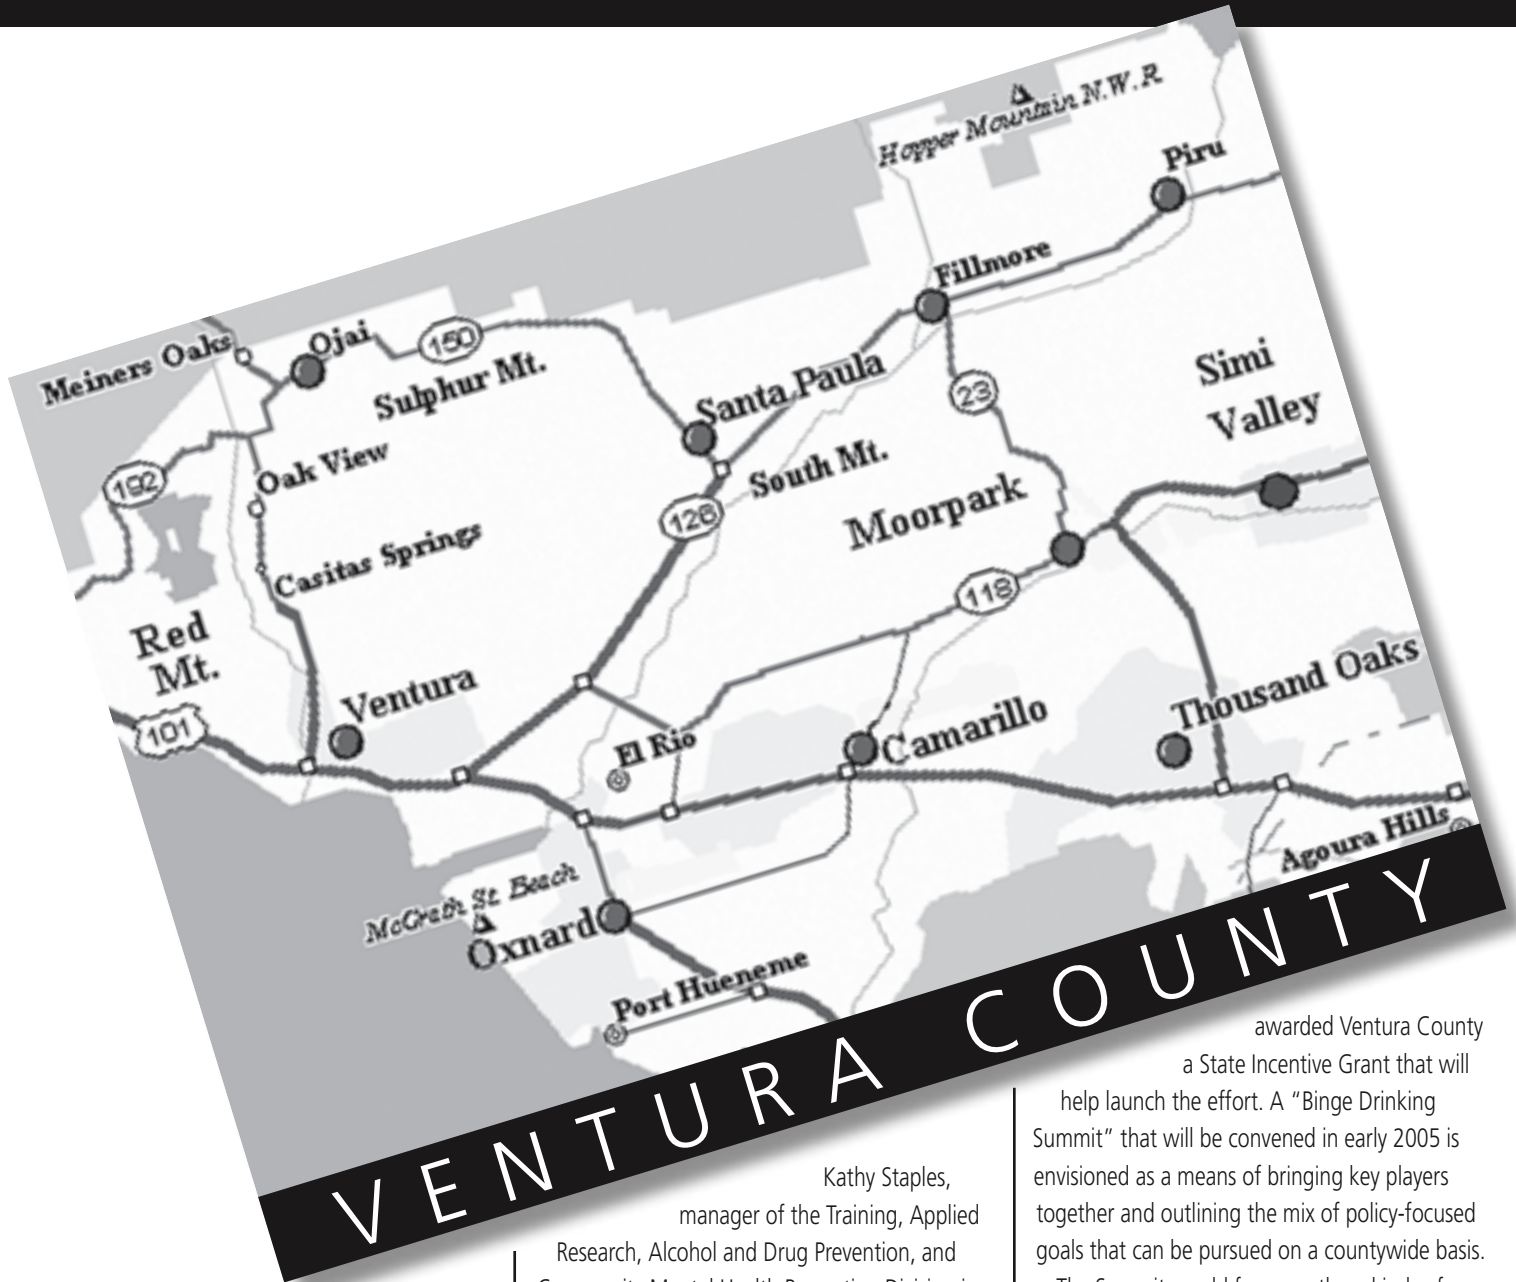 Hopper Mountain N.W.R
Piru
Fillmore
Meiners Oaks
Ojai
150
Sulphur Mt.
Santa Paula
23
Simi
Valley
192
Oak View
South Mt.
126
Moorpark
Casitas Springs
118
Red
Mt.
Ventura
101
El Rio
Camarillo
Thousand Oaks
Agoura Hills
McGrath St. Beach
Oxnard
Port Hueneme
VENTURA COUNTY
Kathy Staples,
manager of the Training, Applied
Research, Alcohol and Drug Prevention, and
awarded Ventura County
a State Incentive Grant that will
help launch the effort. A “Binge Drinking
Summit” that will be convened in early 2005 is
envisioned as a means of bringing key players
together and outlining the mix of policy-focused
goals that can be pursued on a countywide basis.